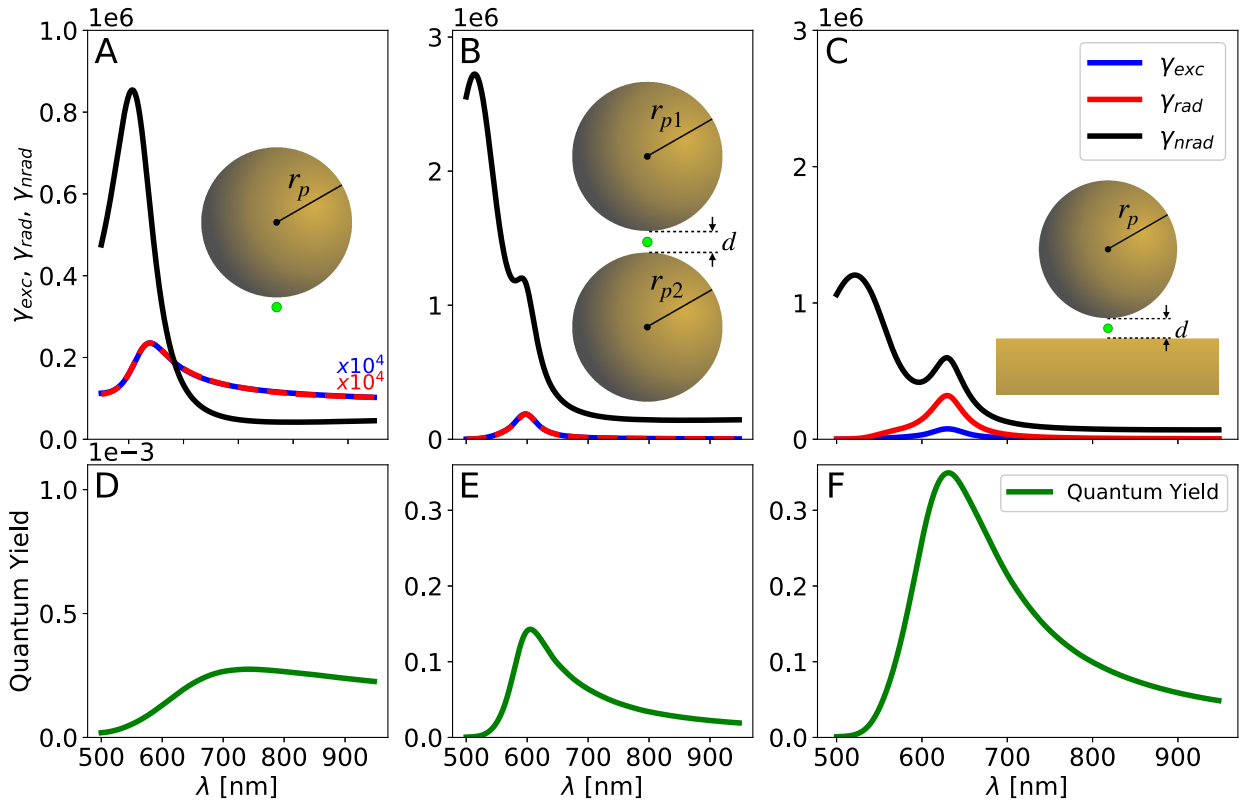 1e6
A
1.0
0.8
0.6
0.4
0.2
0.0
γexc, γrad, γnrad
rp
x10^4
x10^4
1e6
B
3
2
1
0
rp1
d
rp2
1e6
C
3
2
1
0
γexc
γrad
γnrad
rp
d
1e−3
D
1.0
0.5
0.0
Quantum Yield
500 600 700 800 900
λ [nm]
E
0.3
0.2
0.1
0.0
500 600 700 800 900
λ [nm]
F
Quantum Yield
0.3
0.2
0.1
0.0
500 600 700 800 900
λ [nm]